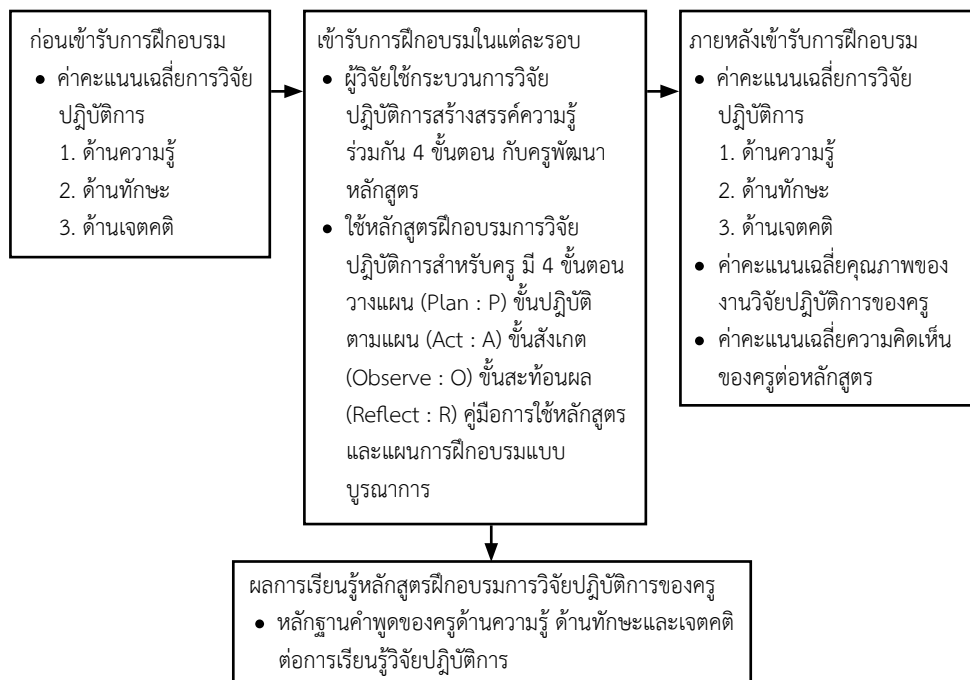 ก่อนเข้ารับการฝึกอบรม
• ค่าคะแนนเฉลี่ยการวิจัย
ปฏิบัติการ
1. ด้านความรู้
2. ด้านทักษะ
3. ด้านเจตคติ
เข้ารับการฝึกอบรมในแต่ละรอบ
• ผู้วิจัยใช้กระบวนการวิจัย
ปฏิบัติการสร้างสรรค์ความรู้
ร่วมกัน 4 ขั้นตอน กับครูพัฒนา
หลักสูตร
• ใช้หลักสูตรฝึกอบรมการวิจัย
ปฏิบัติการสำหรับครู มี 4 ขั้นตอน
วางแผน (Plan : P) ขั้นปฏิบัติ
ตามแผน (Act : A) ขั้นสังเกต
(Observe : O) ขั้นสะท้อนผล
(Reflect : R) คู่มือการใช้หลักสูตร
และแผนการฝึกอบรมแบบ
บูรณาการ
ภายหลังเข้ารับการฝึกอบรม
• ค่าคะแนนเฉลี่ยการวิจัย
ปฏิบัติการ
1. ด้านความรู้
2. ด้านทักษะ
3. ด้านเจตคติ
• ค่าคะแนนเฉลี่ยคุณภาพของ
งานวิจัยปฏิบัติการของครู
• ค่าคะแนนเฉลี่ยความคิดเห็น
ของครูต่อหลักสูตร
ผลการเรียนรู้หลักสูตรฝึกอบรมการวิจัยปฏิบัติการของครู
• หลักฐานคำพูดของครูด้านความรู้ ด้านทักษะและเจตคติ
ต่อการเรียนรู้วิจัยปฏิบัติการ